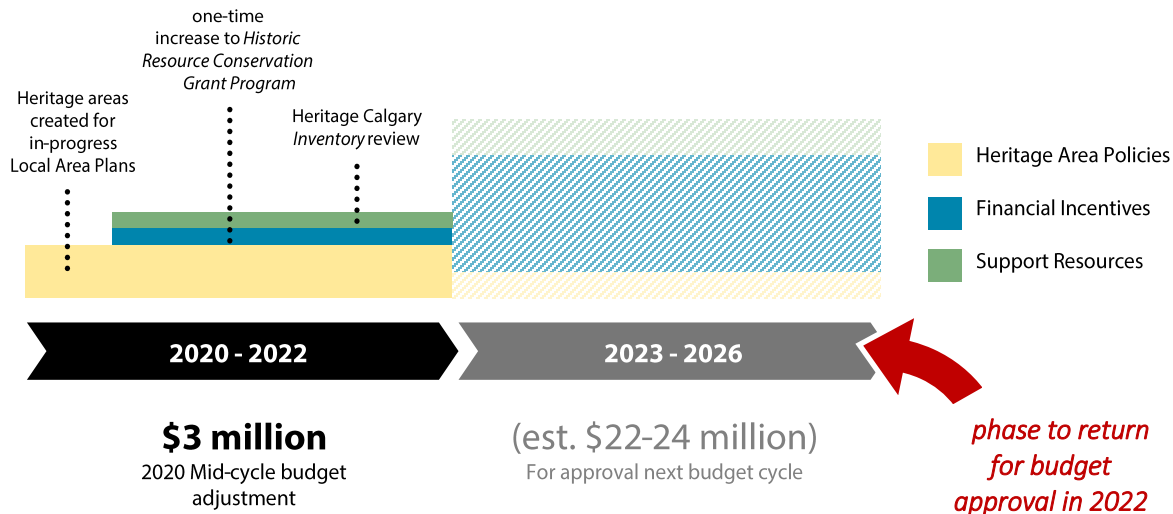 one-time
increase to Historic
Resource Conservation
Grant Program
Heritage areas
created for
in-progress
Local Area Plans
Heritage Calgary
Inventory review
Heritage Area Policies
Financial Incentives
Support Resources
2020 - 2022
2023 - 2026
$3 million
2020 Mid-cycle budget
adjustment
(est. $22-24 million)
For approval next budget cycle
phase to return
for budget
approval in 2022